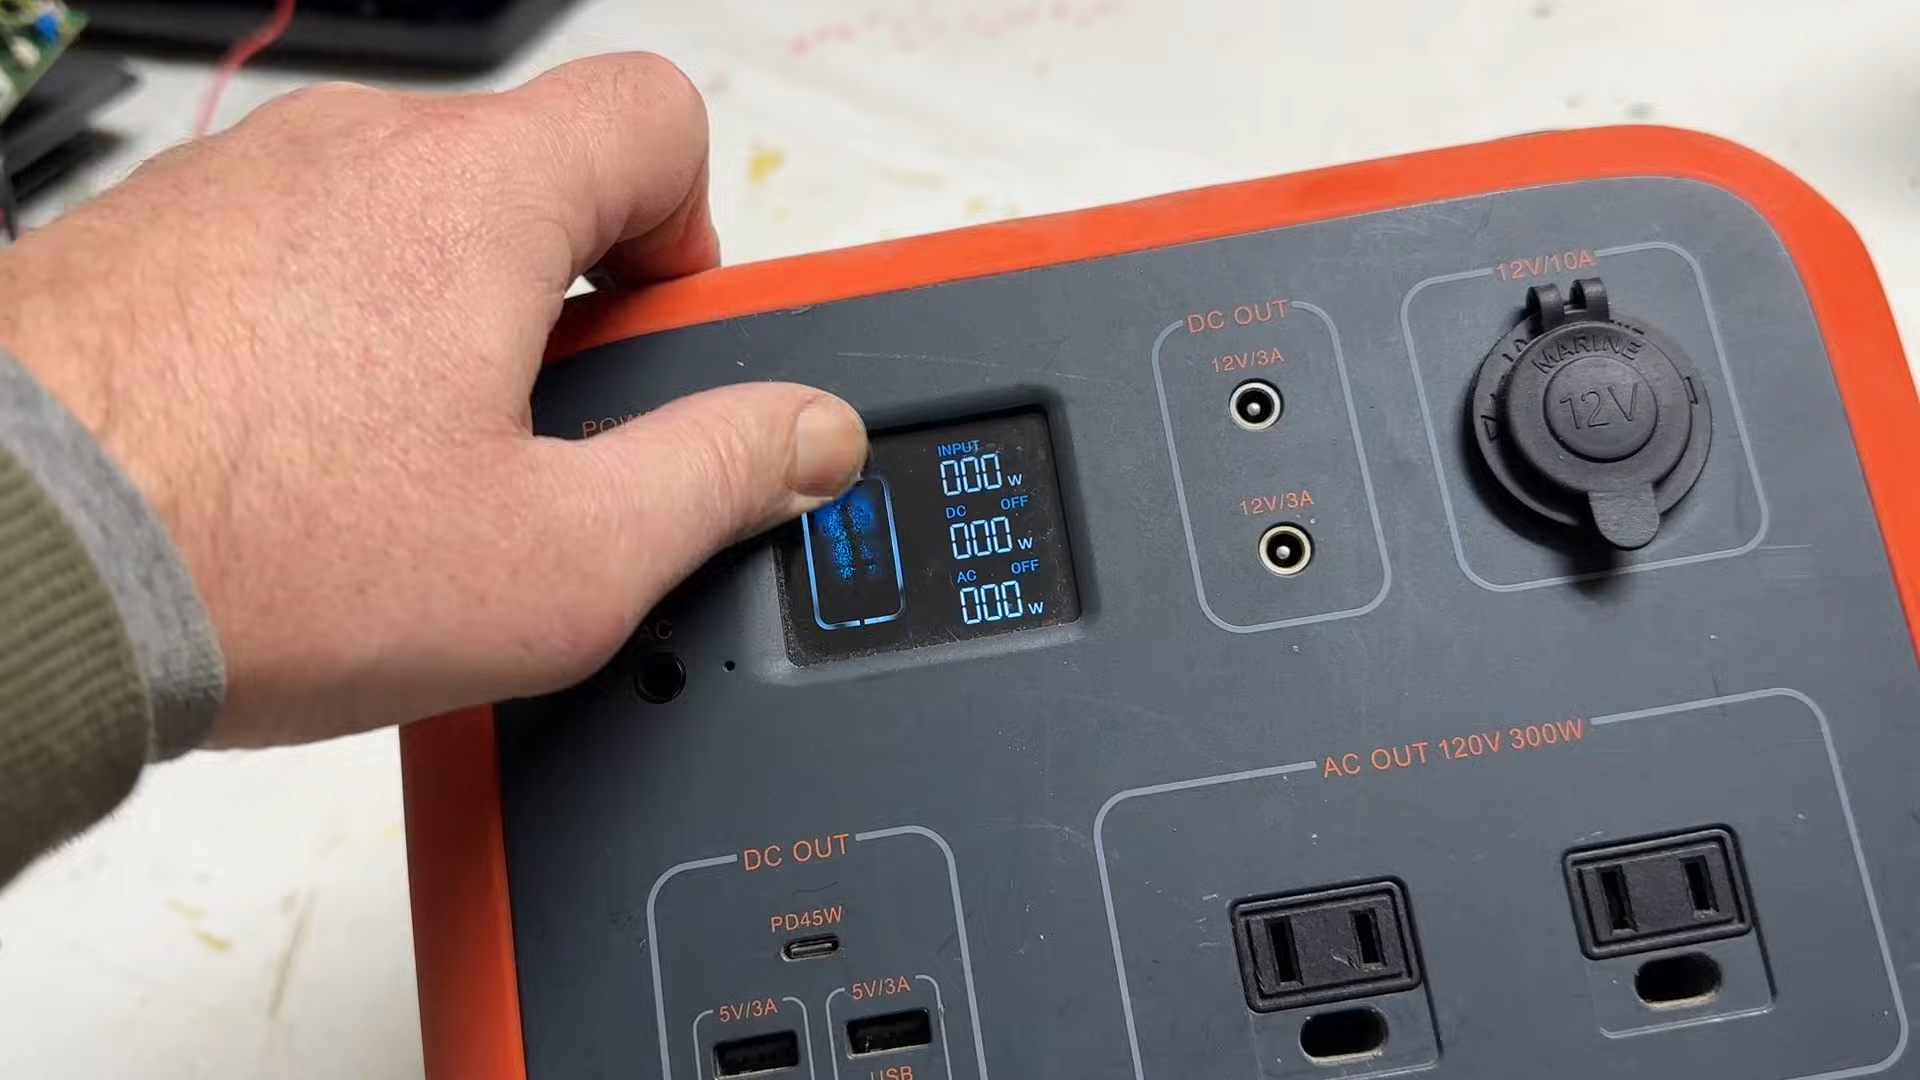 12V/10A
MARINE
12V
DC OUT
12V/3A
12V/3A
INPUT
000 W
DC OFF
000 W
AC OFF
000 W
AC
AC OUT 120V 300W
DC OUT
PD45W
5V/3A
5V/3A
USB